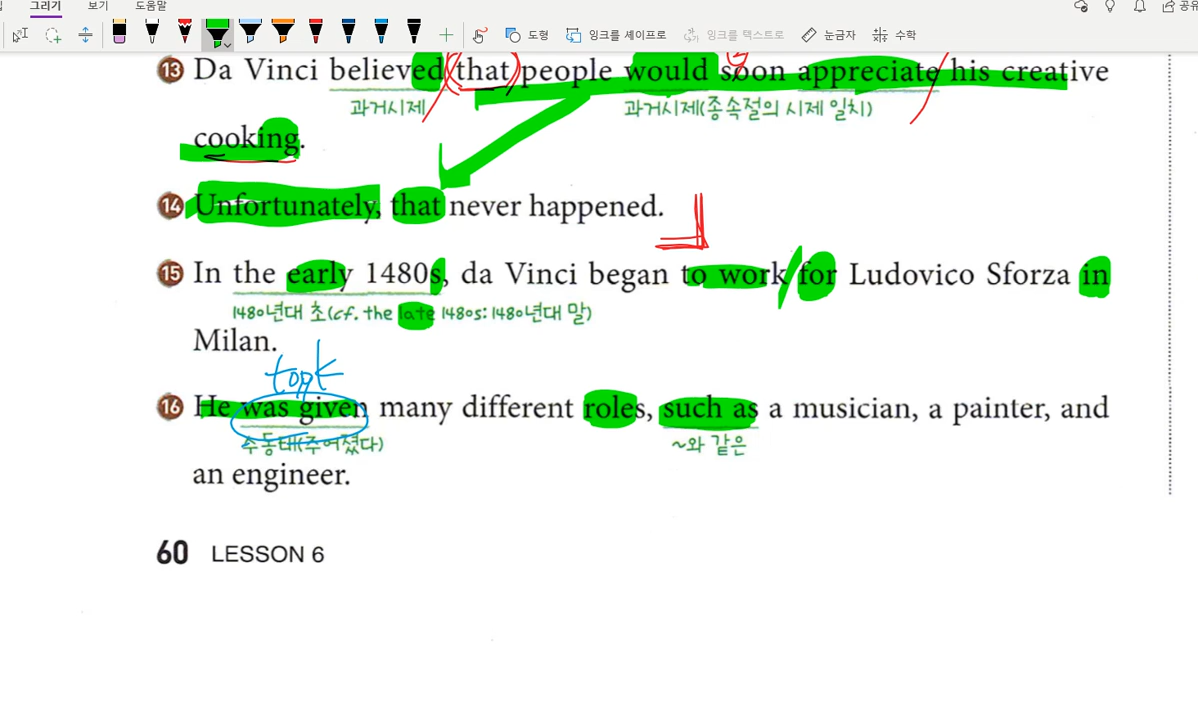 그리기 보기 도움말
도형 잉크를 셰이프로 잉크를 텍스트로 눈금자 수학 공유
13 Da Vinci believed (that) people would soon appreciate his creative
과거시제 과거시제(종속절의 시제 일치)
cooking.
14 Unfortunately, that never happened.
15 In the early 1480s, da Vinci began to work / for Ludovico Sforza in
1480년대 초(cf. the late 1480s: 1480년대 말)
Milan.
16 He was given many different roles, such as a musician, a painter, and
수동태(주어졌다) ~와 같은
an engineer.
60 LESSON 6